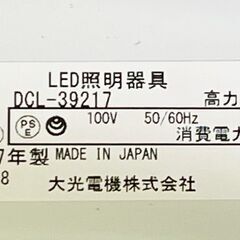 LED照明器具
DCL-39217 高力
PSE 100V 50/60Hz
消費電力
7年製 MADE IN JAPAN
8 大光電機株式会社